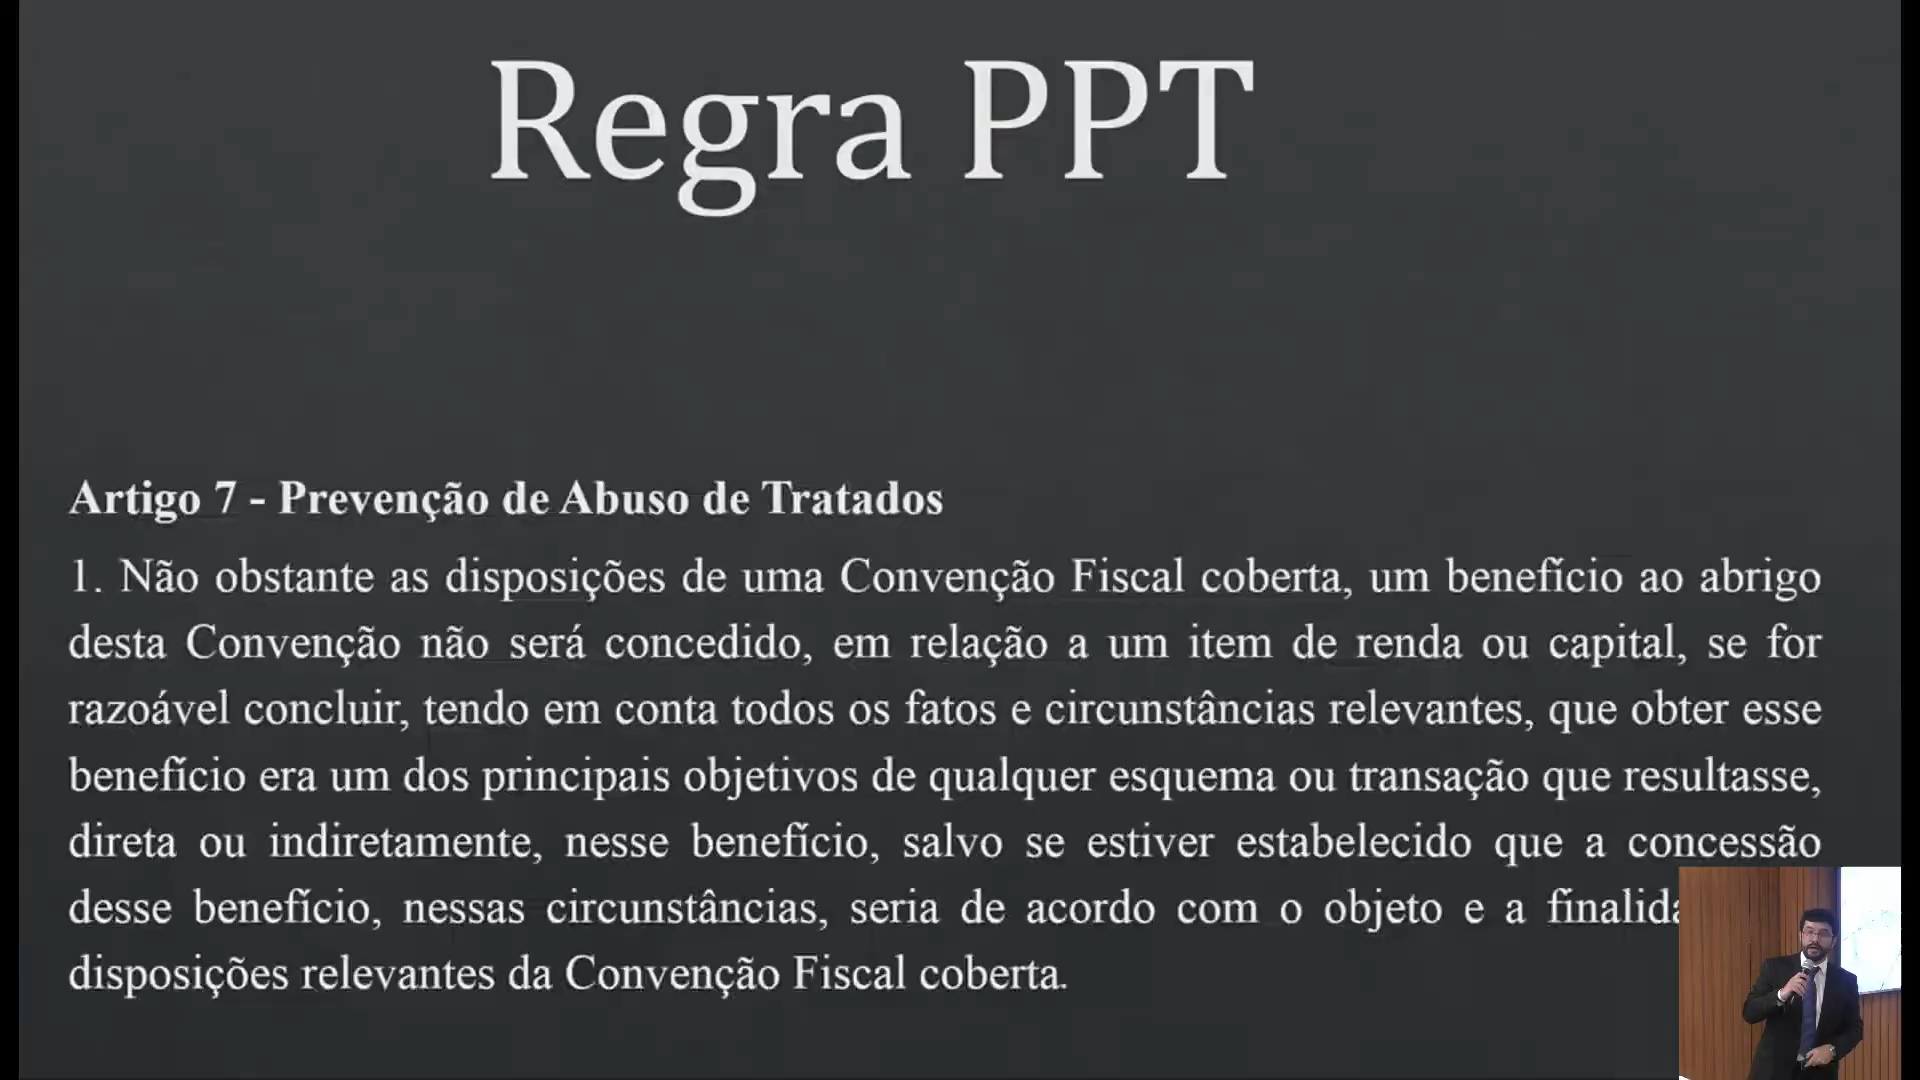 Regra PPT
Artigo 7 - Prevenção de Abuso de Tratados
1. Não obstante as disposições de uma Convenção Fiscal coberta, um benefício ao abrigo
desta Convenção não será concedido, em relação a um item de renda ou capital, se for
razoável concluir, tendo em conta todos os fatos e circunstâncias relevantes, que obter esse
benefício era um dos principais objetivos de qualquer esquema ou transação que resultasse,
direta ou indiretamente, nesse benefício, salvo se estiver estabelecido que a concessão
desse benefício, nessas circunstâncias, seria de acordo com o objeto e a
disposições relevantes da Convenção Fiscal coberta.